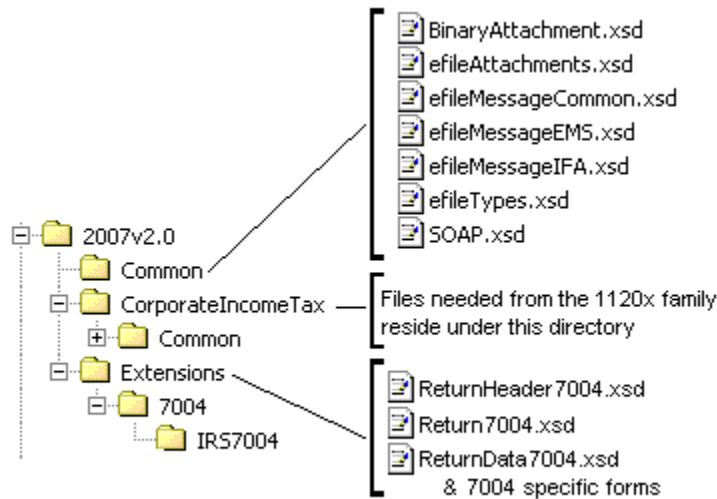 BinaryAttachment.xsd
efileAttachments.xsd
efileMessageCommon.xsd
efileMessageEMS.xsd
efileMessageIFA.xsd
efileTypes.xsd
SOAP.xsd
2007v2.0
Common
CorporateIncomeTax
Common
Extensions
7004
IRS7004
Files needed from the 1120x family
reside under this directory
ReturnHeader7004.xsd
Return7004.xsd
ReturnData7004.xsd
& 7004 specific forms